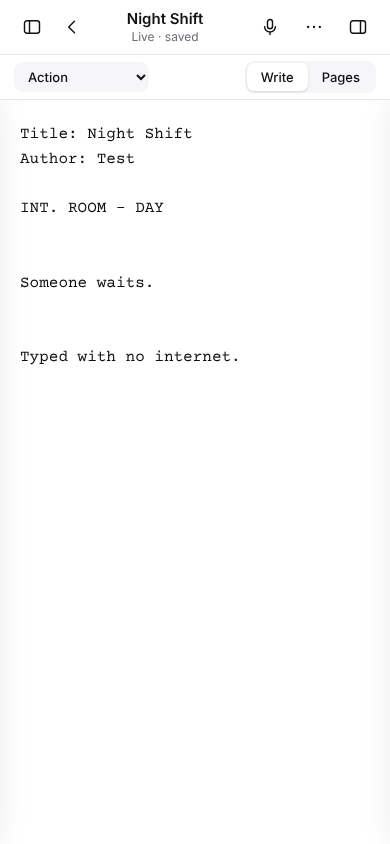 Night Shift
Live · saved
Action
Write
Pages
Title: Night Shift
Author: Test
INT. ROOM - DAY
Someone waits.
Typed with no internet.